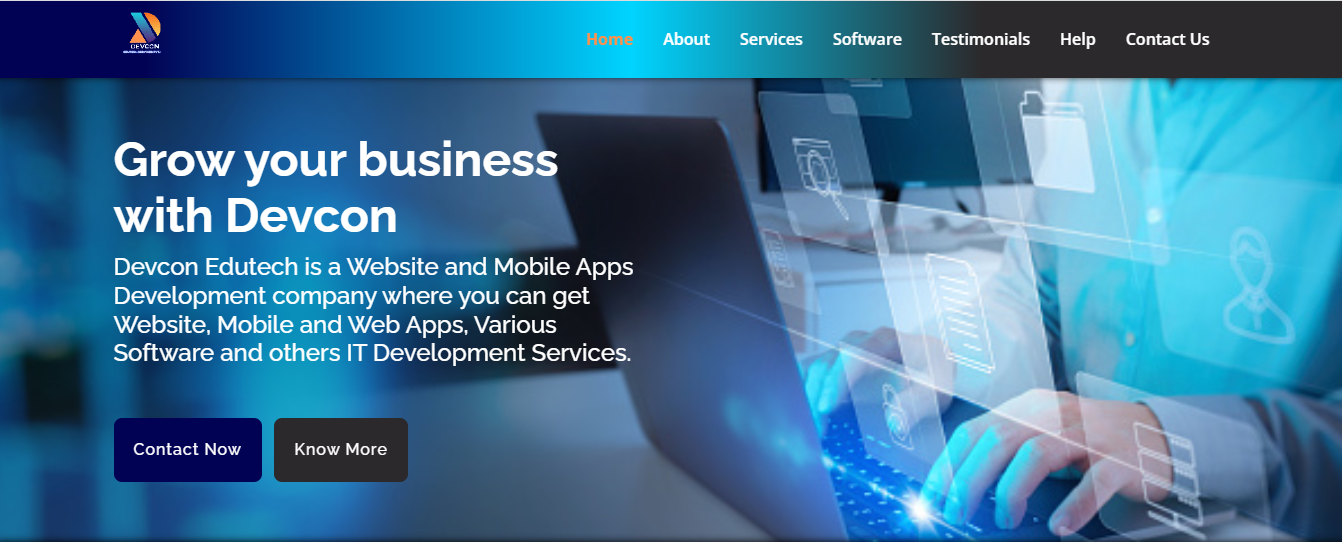 DEVCON
Home About Services Software Testimonials Help Contact Us
Grow your business
with Devcon
Devcon Edutech is a Website and Mobile Apps
Development company where you can get
Website, Mobile and Web Apps, Various
Software and others IT Development Services.
Contact Now Know More